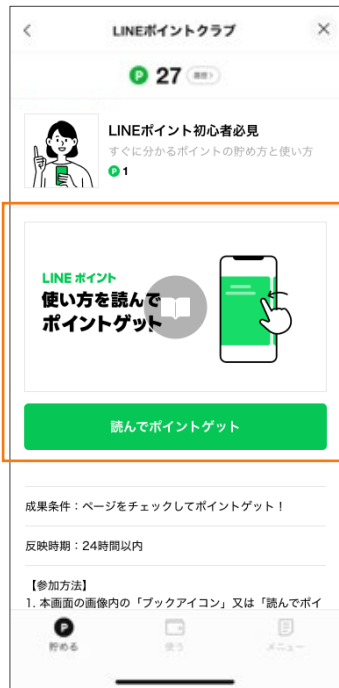 LINEポイントクラブ
P 27 履歴>
LINEポイント初心者必見
すぐに分かるポイントの貯め方と使い方
P 1
LINE ポイント
使い方を読んで
ポイントゲット
読んでポイントゲット
成果条件：ページをチェックしてポイントゲット！
反映時期：24時間以内
【参加方法】
1. 本画面の画像内の「ブックアイコン」又は「読んでポイ
P
貯める
使う
メニュー